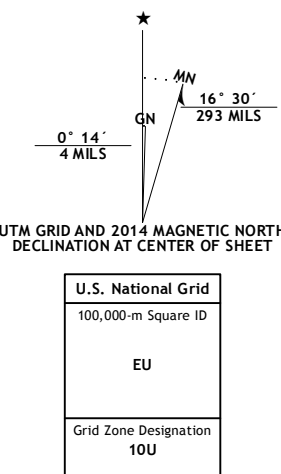 ★
MN
16° 30´
293 MILS
GN
0° 14´
4 MILS
UTM GRID AND 2014 MAGNETIC NORTH
DECLINATION AT CENTER OF SHEET
U.S. National Grid
100,000-m Square ID
EU
Grid Zone Designation
10U